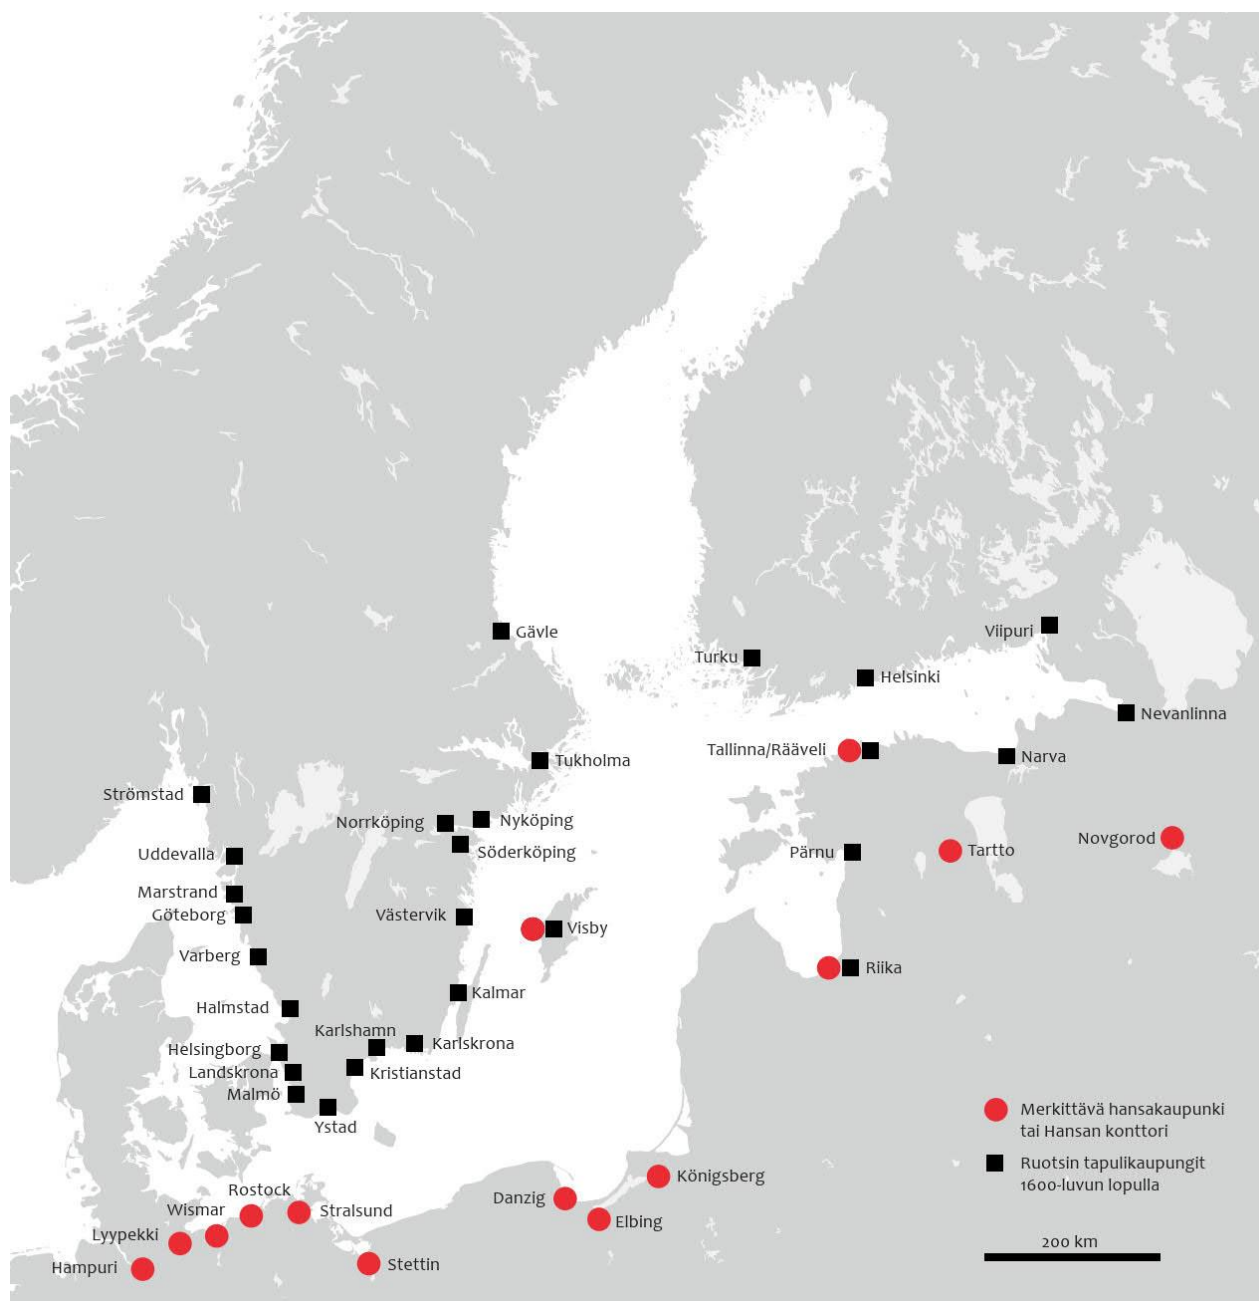 Gävle
Viipuri
Turku
Helsinki
Nevanlinna
Tallinna/Rääveli
Narva
Tukholma
Strömstad
Norrköping
Nyköping
Söderköping
Novgorod
Uddevalla
Pärnu
Tartto
Marstrand
Göteborg
Västervik
Visby
Varberg
Riika
Kalmar
Halmstad
Karlshamn
Karlskrona
Helsingborg
Landskrona
Kristianstad
Malmö
Ystad
Merkittävä hansakaupunki
tai Hansan konttori
Ruotsin tapulikaupungit
1600-luvun lopulla
200 km
Königsberg
Danzig
Elbing
Rostock
Wismar
Stralsund
Lyypekki
Hampuri
Stettin